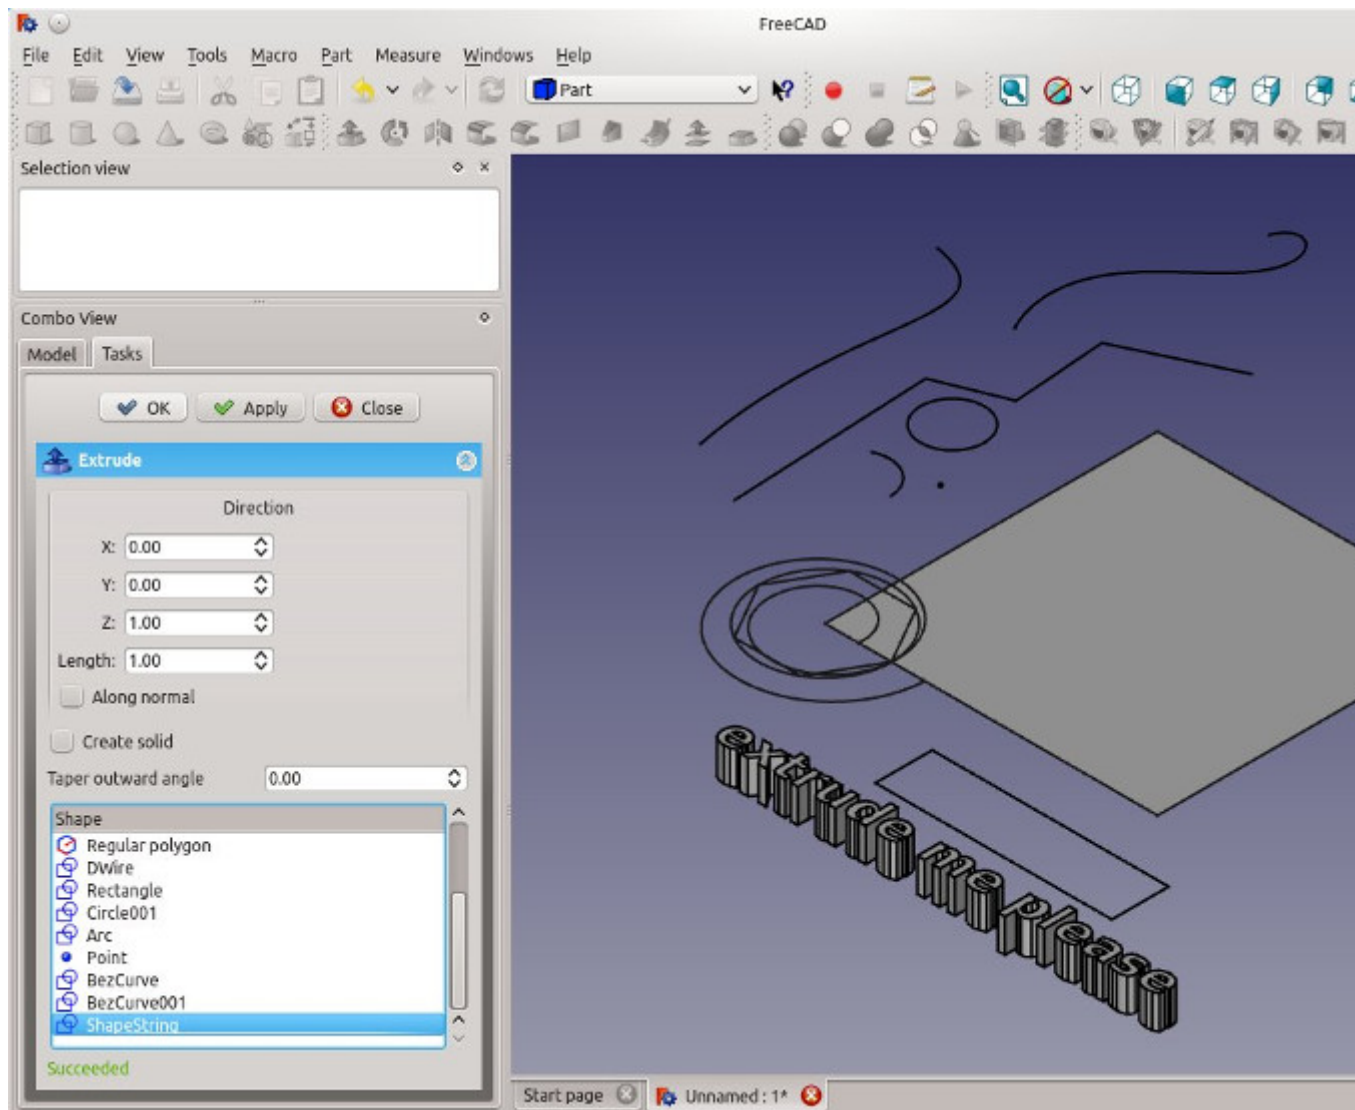 FreeCAD
File Edit View Tools Macro Part Measure Windows Help
Part
Selection view
Combo View
Model Tasks
OK Apply Close
Extrude
Direction
X: 0.00
Y: 0.00
Z: 1.00
Length: 1.00
Along normal
Create solid
Taper outward angle 0.00
Shape
Regular polygon
DWire
Rectangle
Circle001
Arc
Point
BezCurve
BezCurve001
ShapeString
Succeeded
extrude me please
Start page Unnamed : 1*